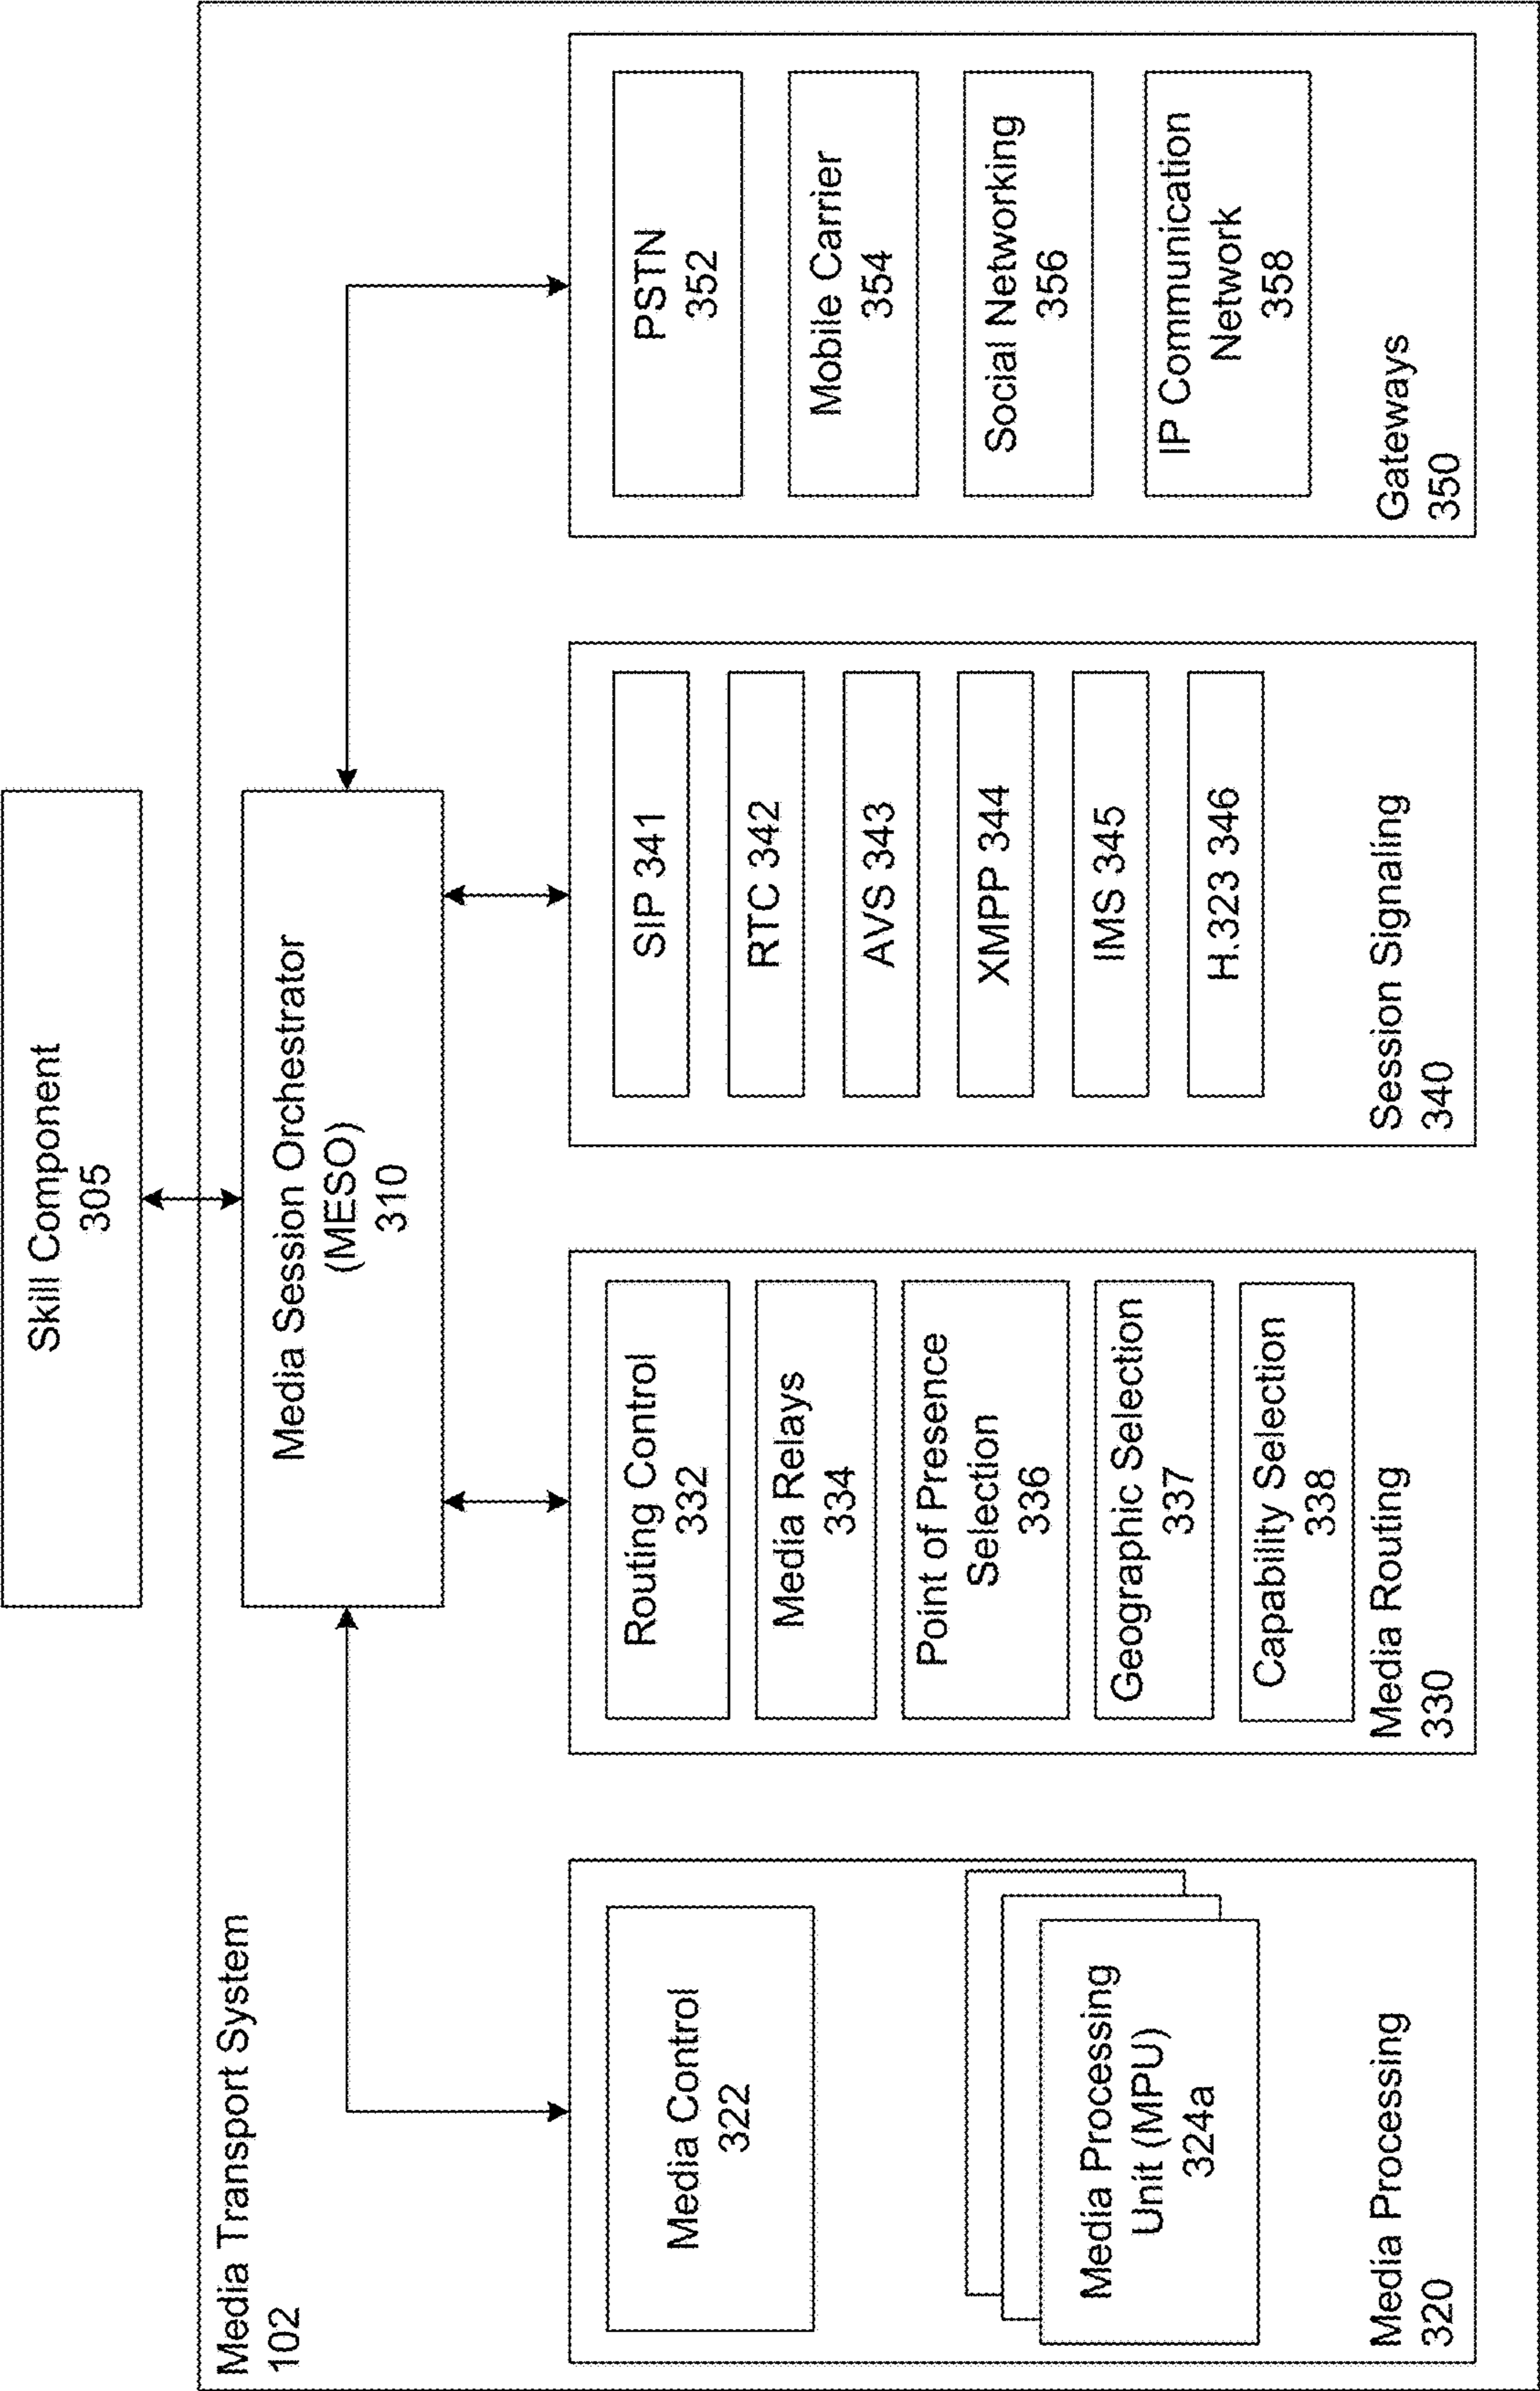 Skill Component
305
Media Transport System
102
Media Session Orchestrator
(MESO)
310
Media Control
322
Media Processing
Unit (MPU)
324a
Media Processing
320
Routing Control
332
Media Relays
334
Point of Presence
Selection
336
Geographic Selection
337
Capability Selection
338
Media Routing
330
SIP 341
RTC 342
AVS 343
XMPP 344
IMS 345
H.323 346
Session Signaling
340
PSTN
352
Mobile Carrier
354
Social Networking
356
IP Communication
Network
358
Gateways
350